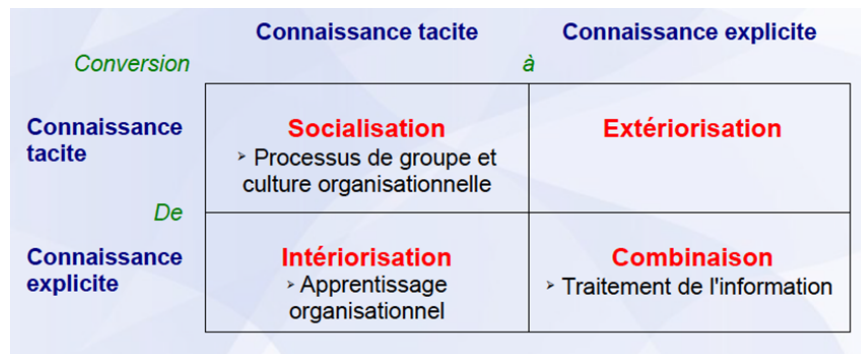 Connaissance tacite Connaissance explicite
Conversion à
Connaissance
tacite
Socialisation
➢ Processus de groupe et
culture organisationnelle
Extériorisation
De
Connaissance
explicite
Intériorisation
➢ Apprentissage
organisationnel
Combinaison
➢ Traitement de l'information